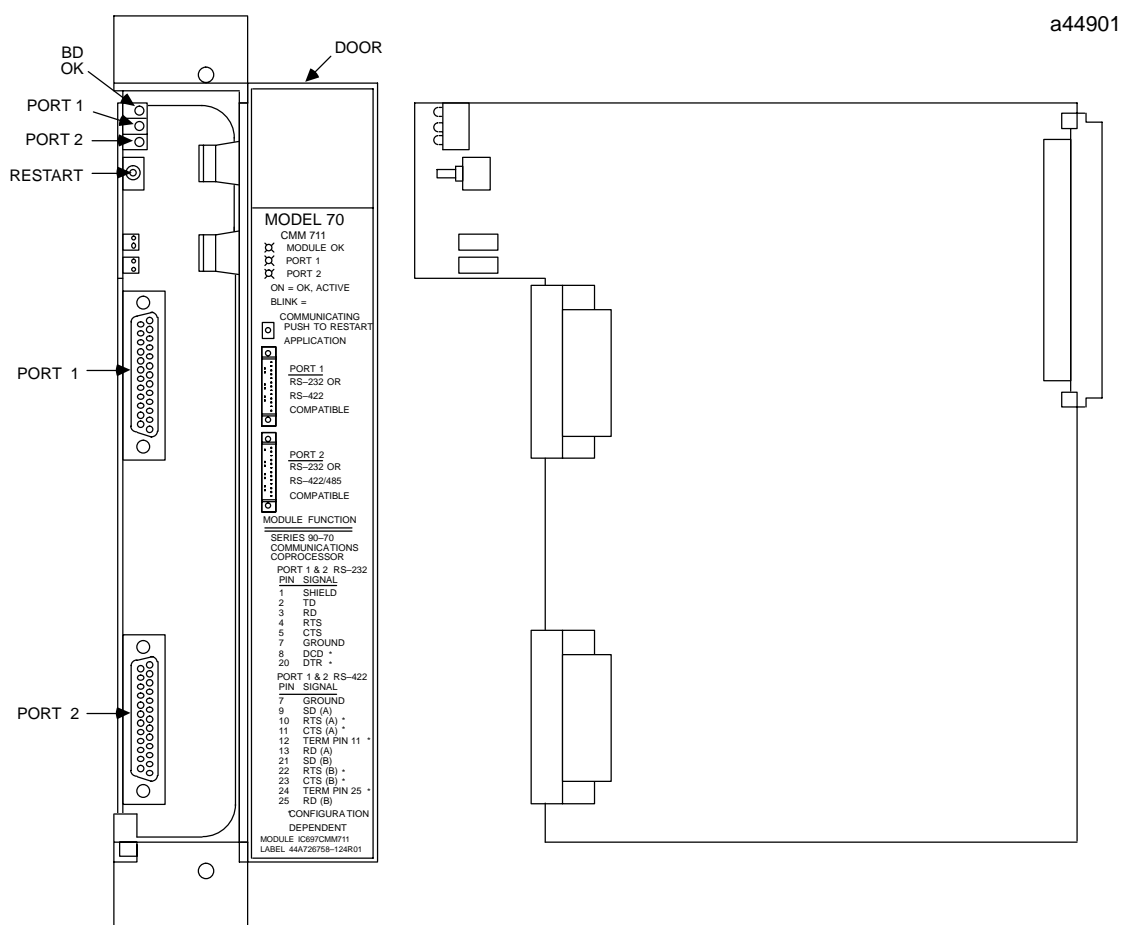 a44901
BD
OK
DOOR
PORT 1
PORT 2
RESTART
PORT 1
PORT 2
MODEL 70
CMM 711
MODULE OK
PORT 1
PORT 2
ON = OK, ACTIVE
BLINK =
COMMUNICATING
PUSH TO RESTART
APPLICATION
PORT 1
RS–232 OR
RS–422
COMPATIBLE
PORT 2
RS–232 OR
RS–422/485
COMPATIBLE
MODULE FUNCTION
SERIES 90–70
COMMUNICATIONS
COPROCESSOR
PORT 1 & 2 RS–232
PIN SIGNAL
1 SHIELD
2 TD
3 RD
4 RTS
5 CTS
7 GROUND
8 DCD *
20 DTR *
PORT 1 & 2 RS–422
PIN SIGNAL
7 GROUND
9 SD (A)
10 RTS (A) *
11 CTS (A) *
12 TERM PIN 11 *
13 RD (A)
21 SD (B)
22 RTS (B) *
23 CTS (B) *
24 TERM PIN 25 *
25 RD (B)
*CONFIGURATION
DEPENDENT
MODULE IC697CMM711
LABEL 44A726758–124R01